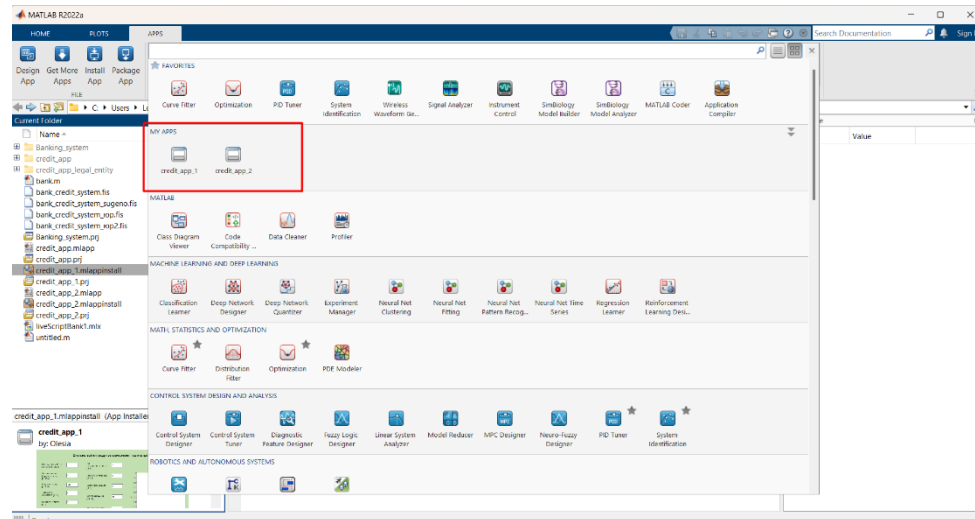 MATLAB R2022a
HOME PLOTS APPS
Search Documentation
Sign
Design App
Get More Apps
Install App
Package App
FILE
C: Users
Current Folder
Name
Value
Banking_system
credit_app
credit_app_legal_entity
bank.m
bank_credit_system.fis
bank_credit_system_sugeno.fis
bank_credit_system_юр.fis
bank_credit_system_юр2.fis
Banking_system.prj
credit_app.mlapp
credit_app.prj
credit_app_1.mlappinstall
credit_app_1.prj
credit_app_2.mlapp
credit_app_2.mlappinstall
credit_app_2.prj
liveScriptBank1.mlx
untitled.m
credit_app_1.mlappinstall (App Installer
credit_app_1
by: Olesia
FAVORITES
Curve Fitter
Optimization
PID Tuner
System Identification
Wireless Waveform Ge...
Signal Analyzer
Instrument Control
SimBiology Model Builder
SimBiology Model Analyzer
MATLAB Coder
Application Compiler
MY APPS
credit_app_1
credit_app_2
MATLAB
Class Diagram Viewer
Code Compatibility ...
Data Cleaner
Profiler
MACHINE LEARNING AND DEEP LEARNING
Classification Learner
Deep Network Designer
Deep Network Quantizer
Experiment Manager
Neural Net Clustering
Neural Net Fitting
Neural Net Pattern Recog...
Neural Net Time Series
Regression Learner
Reinforcement Learning Desi...
MATH, STATISTICS AND OPTIMIZATION
Curve Fitter
Distribution Fitter
Optimization
PDE Modeler
CONTROL SYSTEM DESIGN AND ANALYSIS
Control System Designer
Control System Tuner
Diagnostic Feature Designer
Fuzzy Logic Designer
Linear System Analyzer
Model Reducer
MPC Designer
Neuro-Fuzzy Designer
PID Tuner
System Identification
ROBOTICS AND AUTONOMOUS SYSTEMS